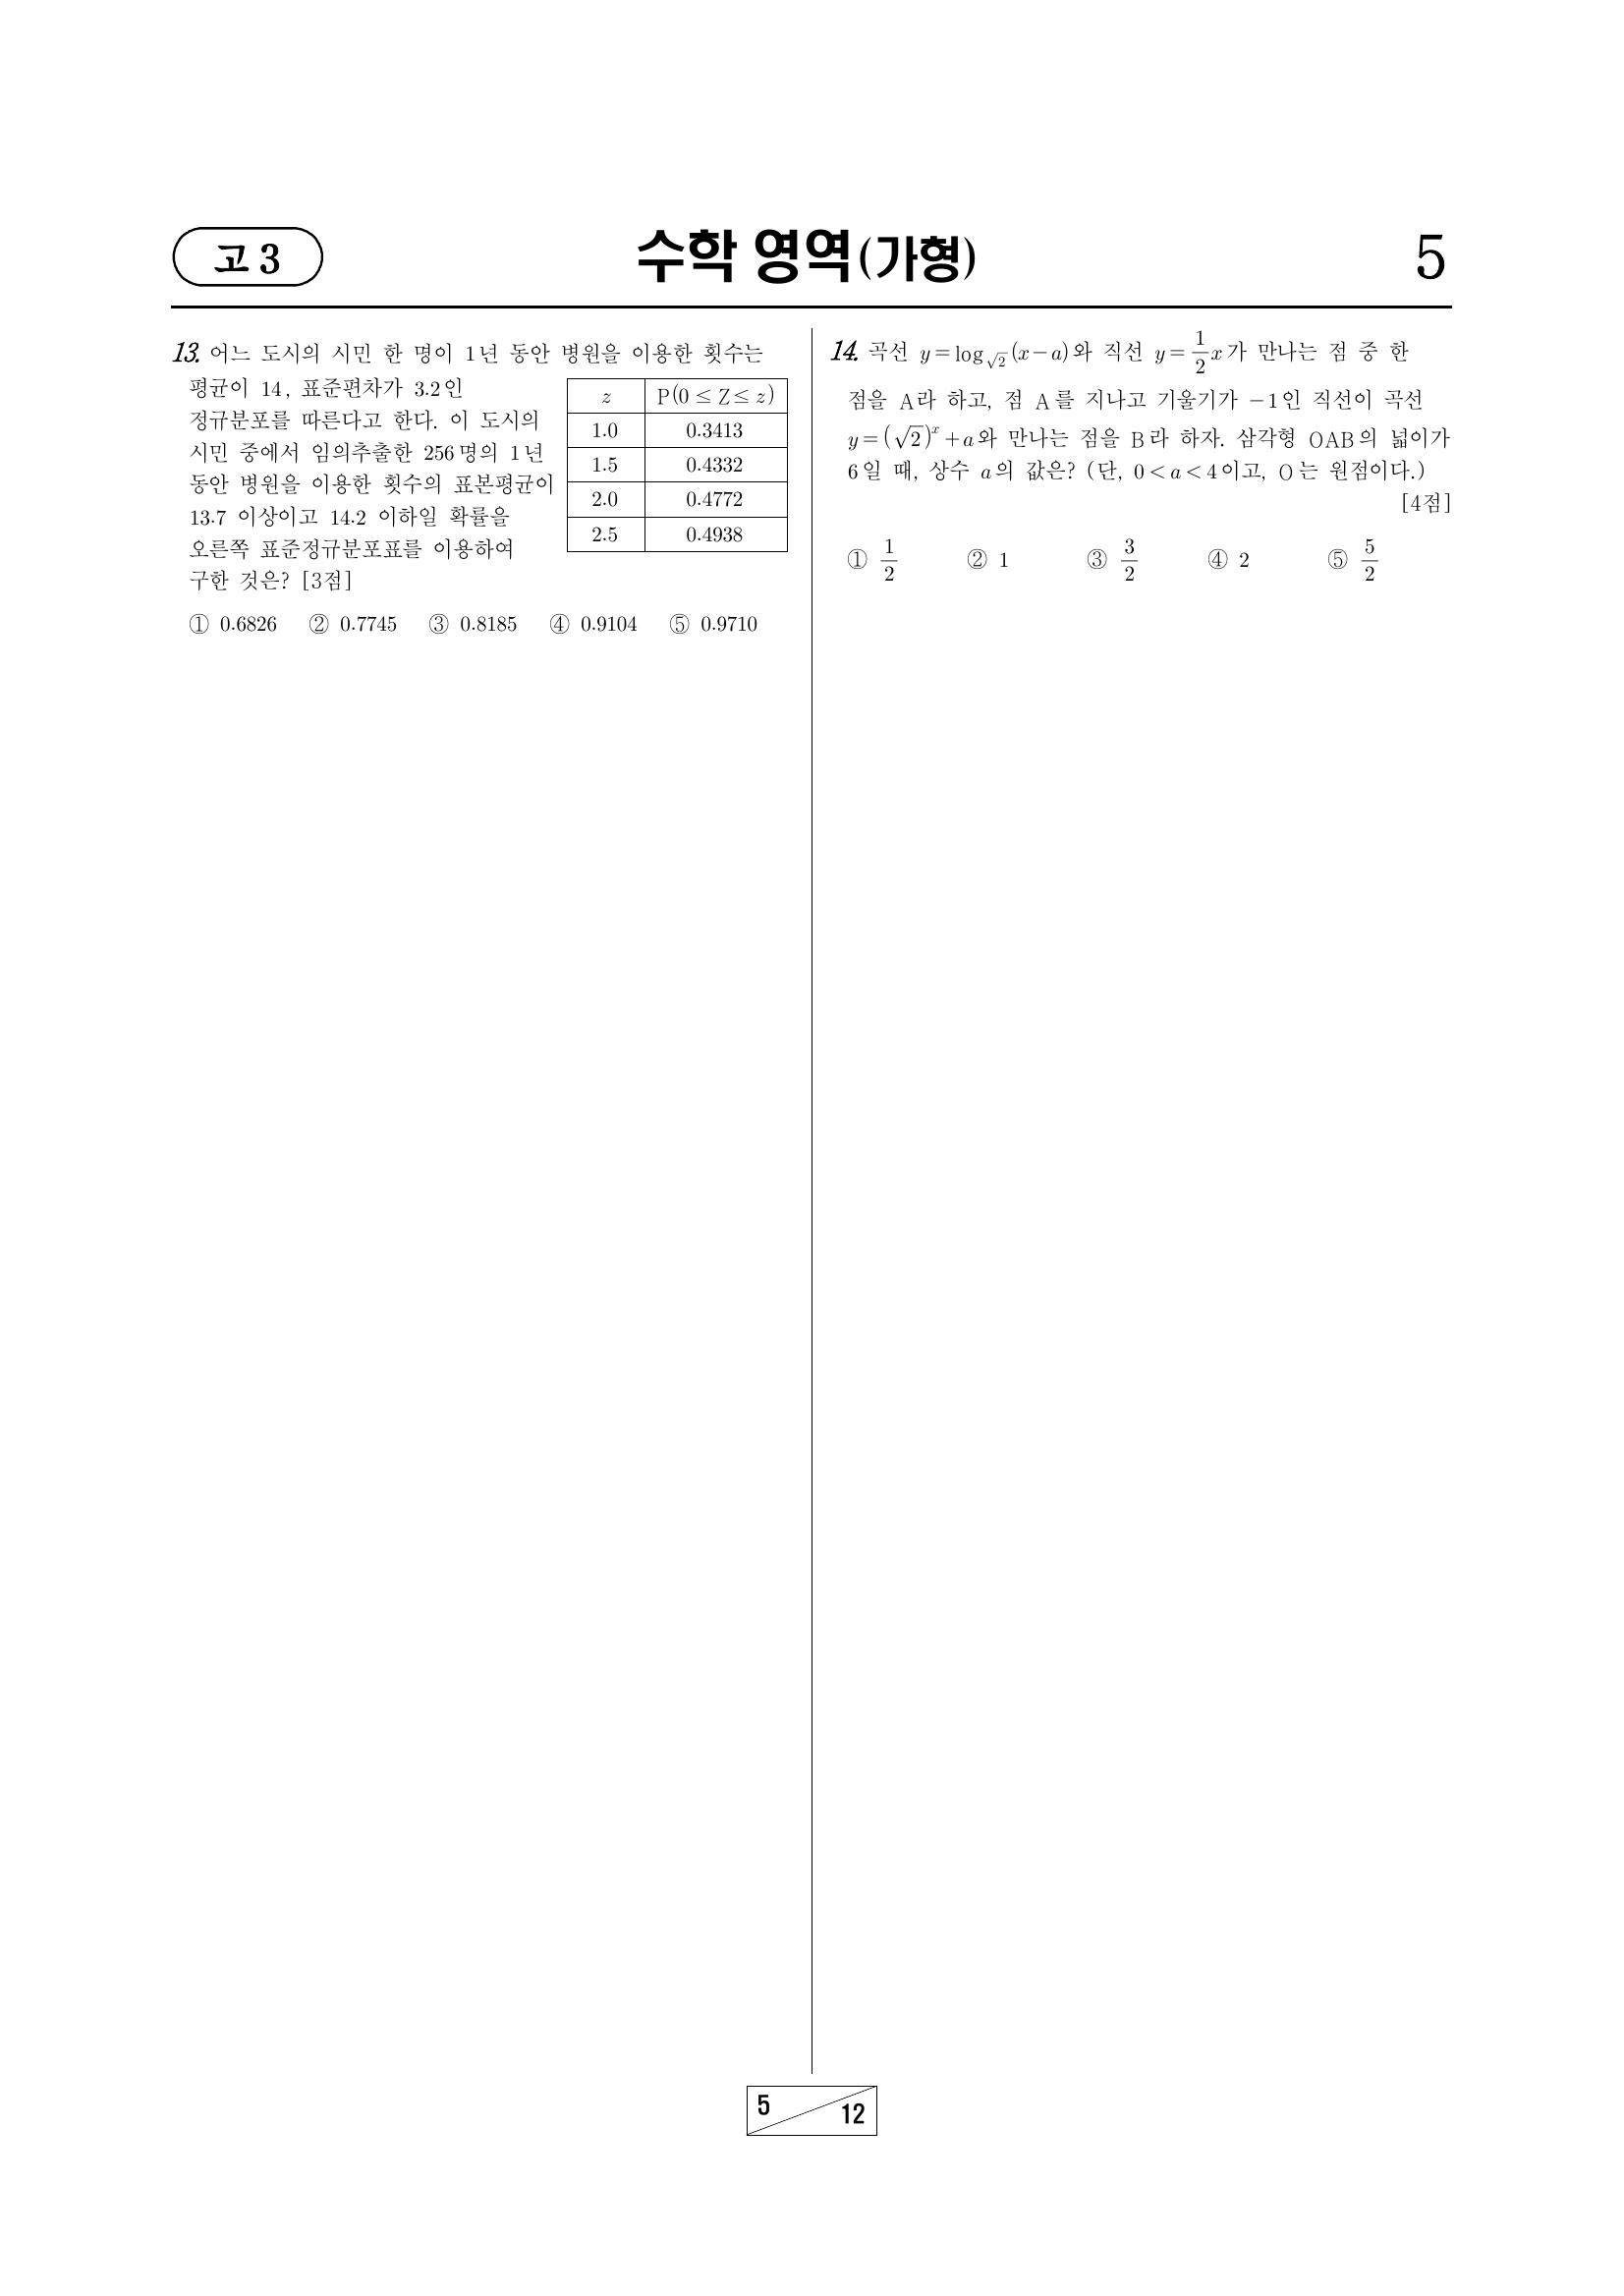 고 3
수학 영역(가형)
5
13. 어느 도시의 시민 한 명이 1년 동안 병원을 이용한 횟수는
평균이 14, 표준편차가 3.2인
정규분포를 따른다고 한다. 이 도시의
시민 중에서 임의추출한 256명의 1년
동안 병원을 이용한 횟수의 표본평균이
13.7 이상이고 14.2 이하일 확률을
오른쪽 표준정규분포표를 이용하여
구한 것은? [3점]
z P(0 ≤ Z ≤ z)
1.0 0.3413
1.5 0.4332
2.0 0.4772
2.5 0.4938
① 0.6826 ② 0.7745 ③ 0.8185 ④ 0.9104 ⑤ 0.9710
14. 곡선 y = log_{√2}(x − a)와 직선 y = 1/2 x가 만나는 점 중 한
점을 A라 하고, 점 A를 지나고 기울기가 −1인 직선이 곡선
y = (√2)^x + a와 만나는 점을 B라 하자. 삼각형 OAB의 넓이가
6일 때, 상수 a의 값은? (단, 0 < a < 4이고, O는 원점이다.)
[4점]
① 1/2 ② 1 ③ 3/2 ④ 2 ⑤ 5/2
5 12